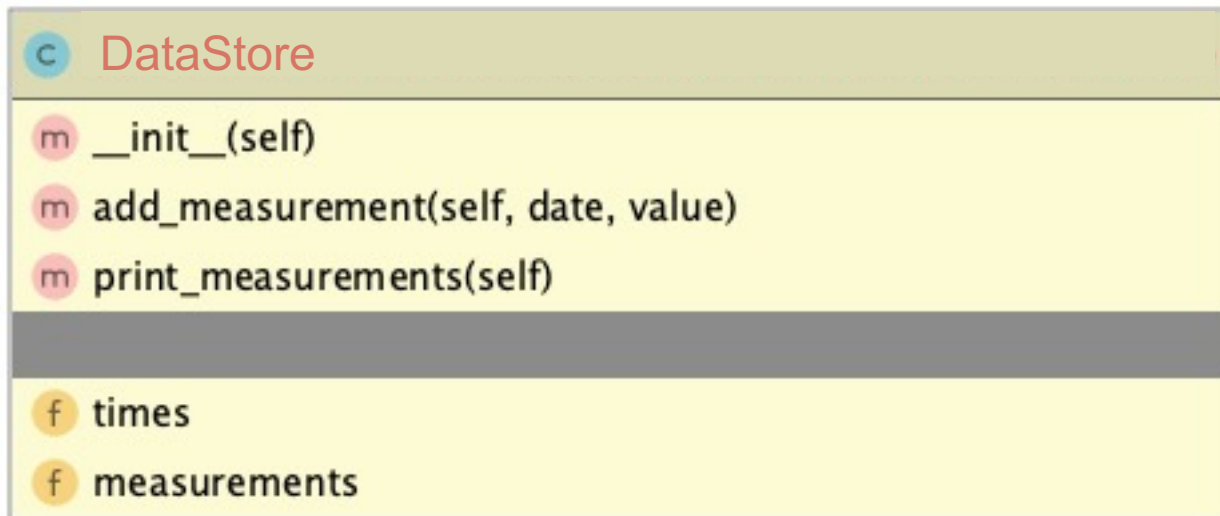 c DataStore
m __init__(self)
m add_measurement(self, date, value)
m print_measurements(self)
f times
f measurements